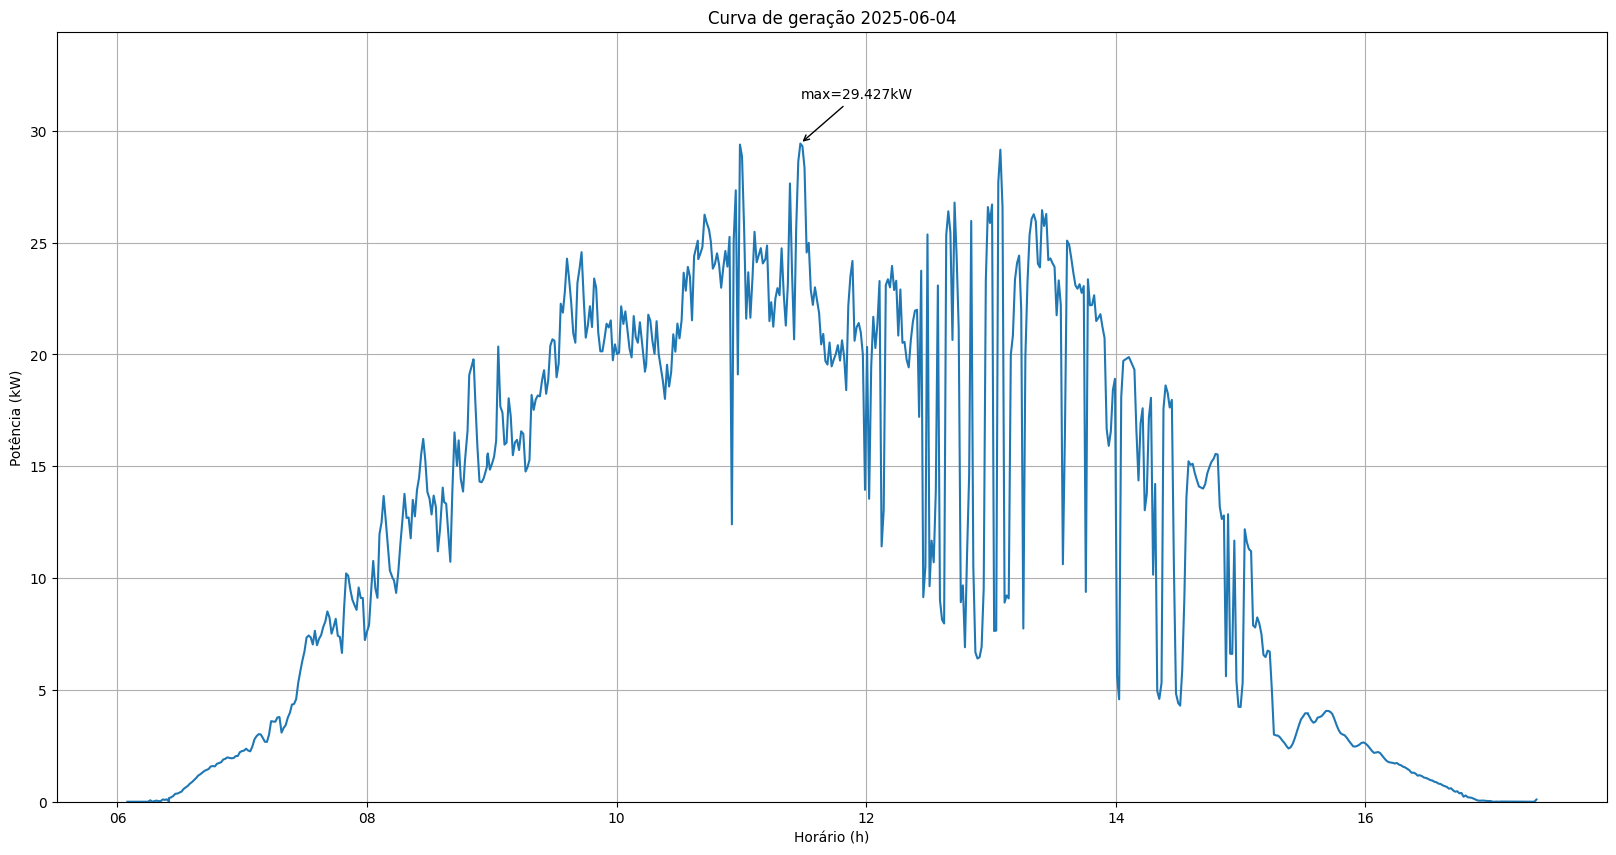 Curva de geração 2025-06-04
max=29.427kW
Potência (kW)
30
25
20
15
10
5
0
06 08 10 12 14 16
Horário (h)